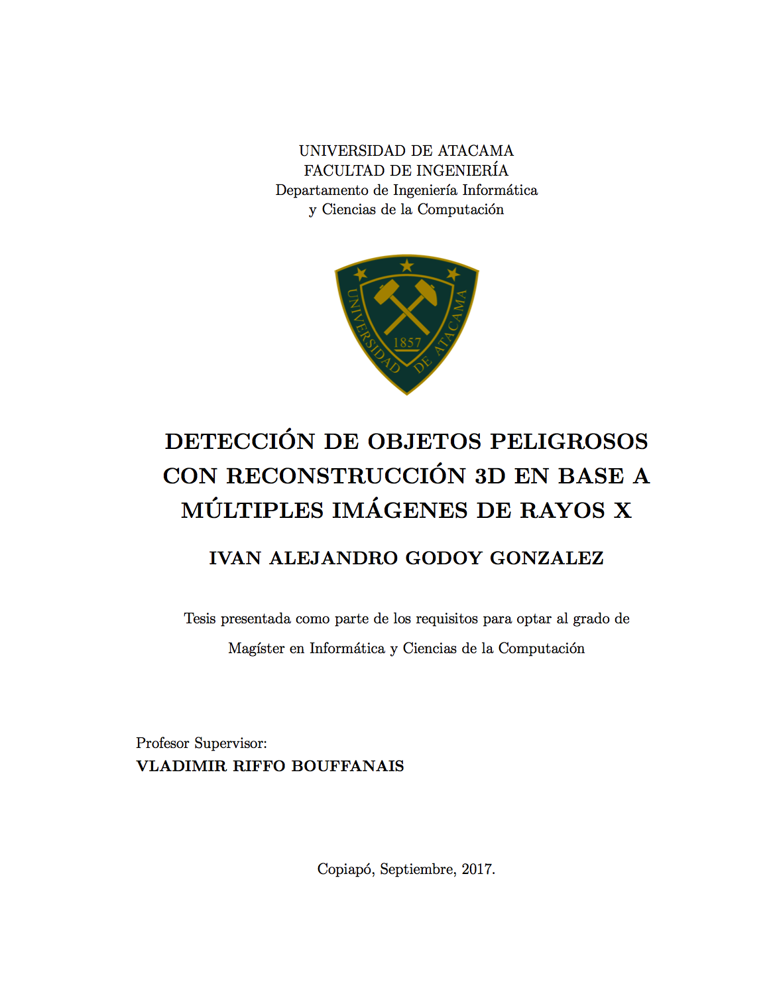 UNIVERSIDAD DE ATACAMA
FACULTAD DE INGENIERÍA
Departamento de Ingeniería Informática
y Ciencias de la Computación
UNIVERSIDAD DE ATACAMA
1857
DETECCIÓN DE OBJETOS PELIGROSOS
CON RECONSTRUCCIÓN 3D EN BASE A
MÚLTIPLES IMÁGENES DE RAYOS X
IVAN ALEJANDRO GODOY GONZALEZ
Tesis presentada como parte de los requisitos para optar al grado de
Magíster en Informática y Ciencias de la Computación
Profesor Supervisor:
VLADIMIR RIFFO BOUFFANAIS
Copiapó, Septiembre, 2017.